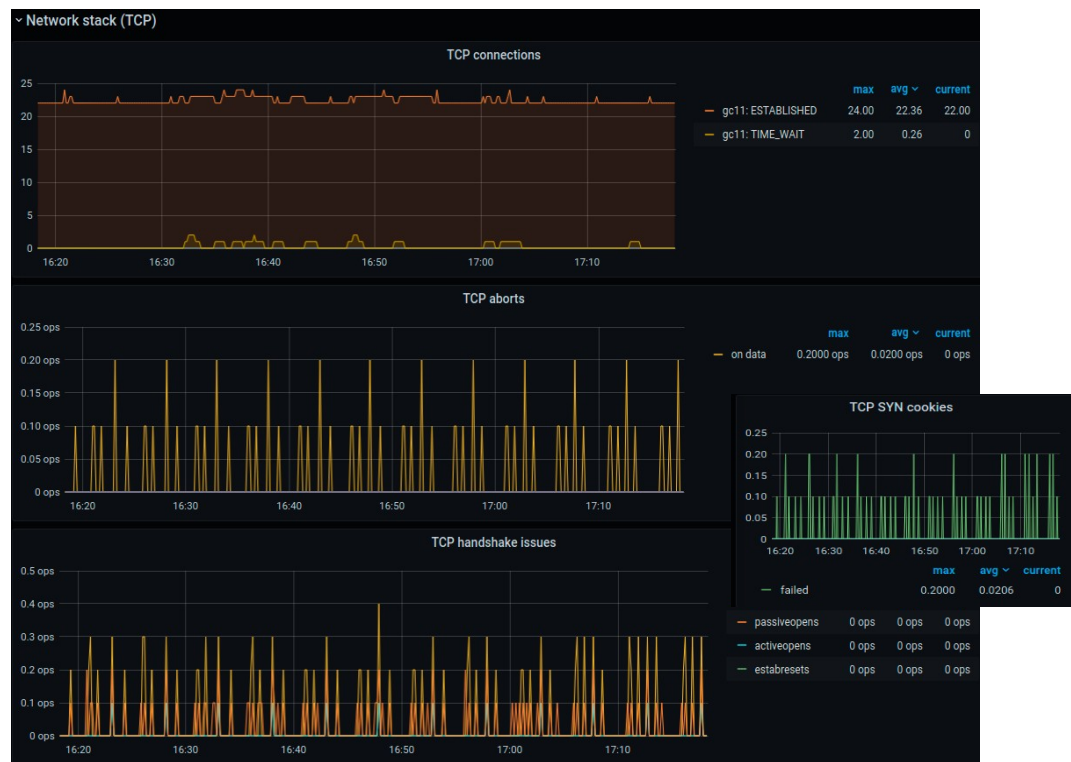 Network stack (TCP)
TCP connections
25
20
15
10
5
0
16:20 16:30 16:40 16:50 17:00 17:10
max avg current
gc11: ESTABLISHED 24.00 22.36 22.00
gc11: TIME_WAIT 2.00 0.26 0
TCP aborts
0.25 ops
0.20 ops
0.15 ops
0.10 ops
0.05 ops
0 ops
16:20 16:30 16:40 16:50 17:00 17:10
max avg current
on data 0.2000 ops 0.0200 ops 0 ops
TCP SYN cookies
0.25
0.20
0.15
0.10
0.05
0
16:20 16:30 16:40 16:50 17:00 17:10
max avg current
failed 0.2000 0.0206 0
TCP handshake issues
0.5 ops
0.4 ops
0.3 ops
0.2 ops
0.1 ops
0 ops
16:20 16:30 16:40 16:50 17:00 17:10
passiveopens 0 ops 0 ops 0 ops
activeopens 0 ops 0 ops 0 ops
estabresets 0 ops 0 ops 0 ops